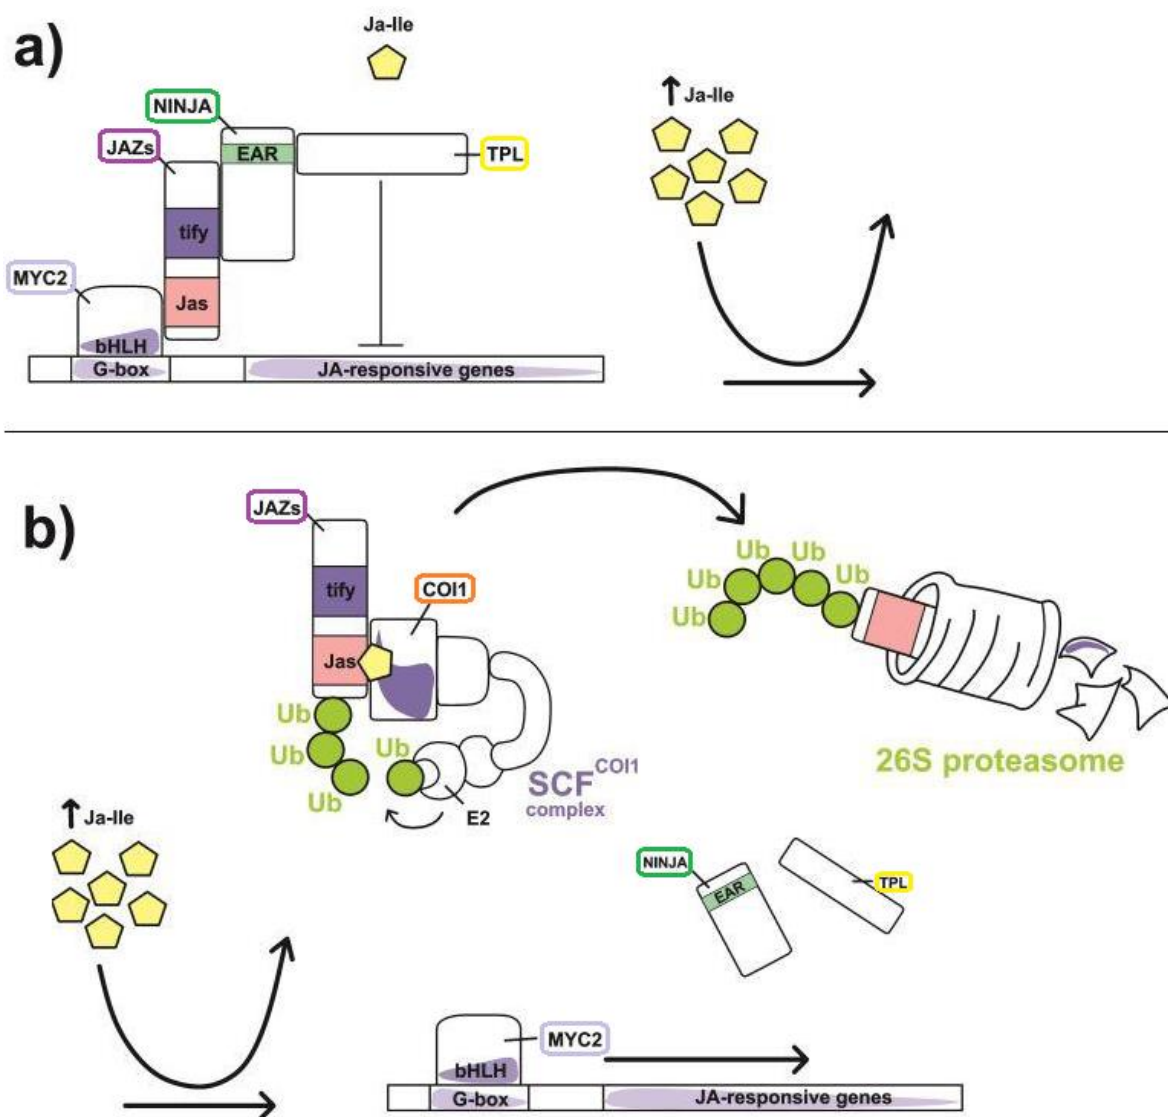 a)
Ja-Ile
↑ Ja-Ile
NINJA
JAZs
EAR
TPL
tify
MYC2
Jas
bHLH
G-box
JA-responsive genes
b)
JAZs
tify
COI1
Jas
Ub
Ub
Ub
Ub
Ub
Ub
Ub
Ub
Ub
26S proteasome
SCF COI1
complex
E2
↑ Ja-Ile
NINJA
EAR
TPL
MYC2
bHLH
G-box
JA-responsive genes